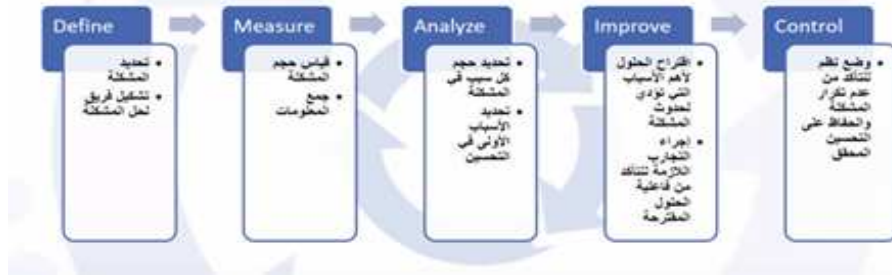 Define
Measure
Analyze
Improve
Control
• تحديد
المشكلة
• تشكيل فريق
لحل المشكلة
• قياس حجم
المشكلة
• جمع
المعلومات
• تحديد حجم
كل سبب في
المشكلة
• تحديد
الأسباب
الأولى في
التحسين
• اقتراح الحلول
لأهم الأسباب
التي تؤدي
لحدوث
المشكلة
• إجراء
التجارب
اللازمة للتأكد
من فاعلية
الحلول
المقترحة
• وضع نظم
للتأكد من
عدم تكرار
المشكلة
والحفاظ على
التحسين
المحقق